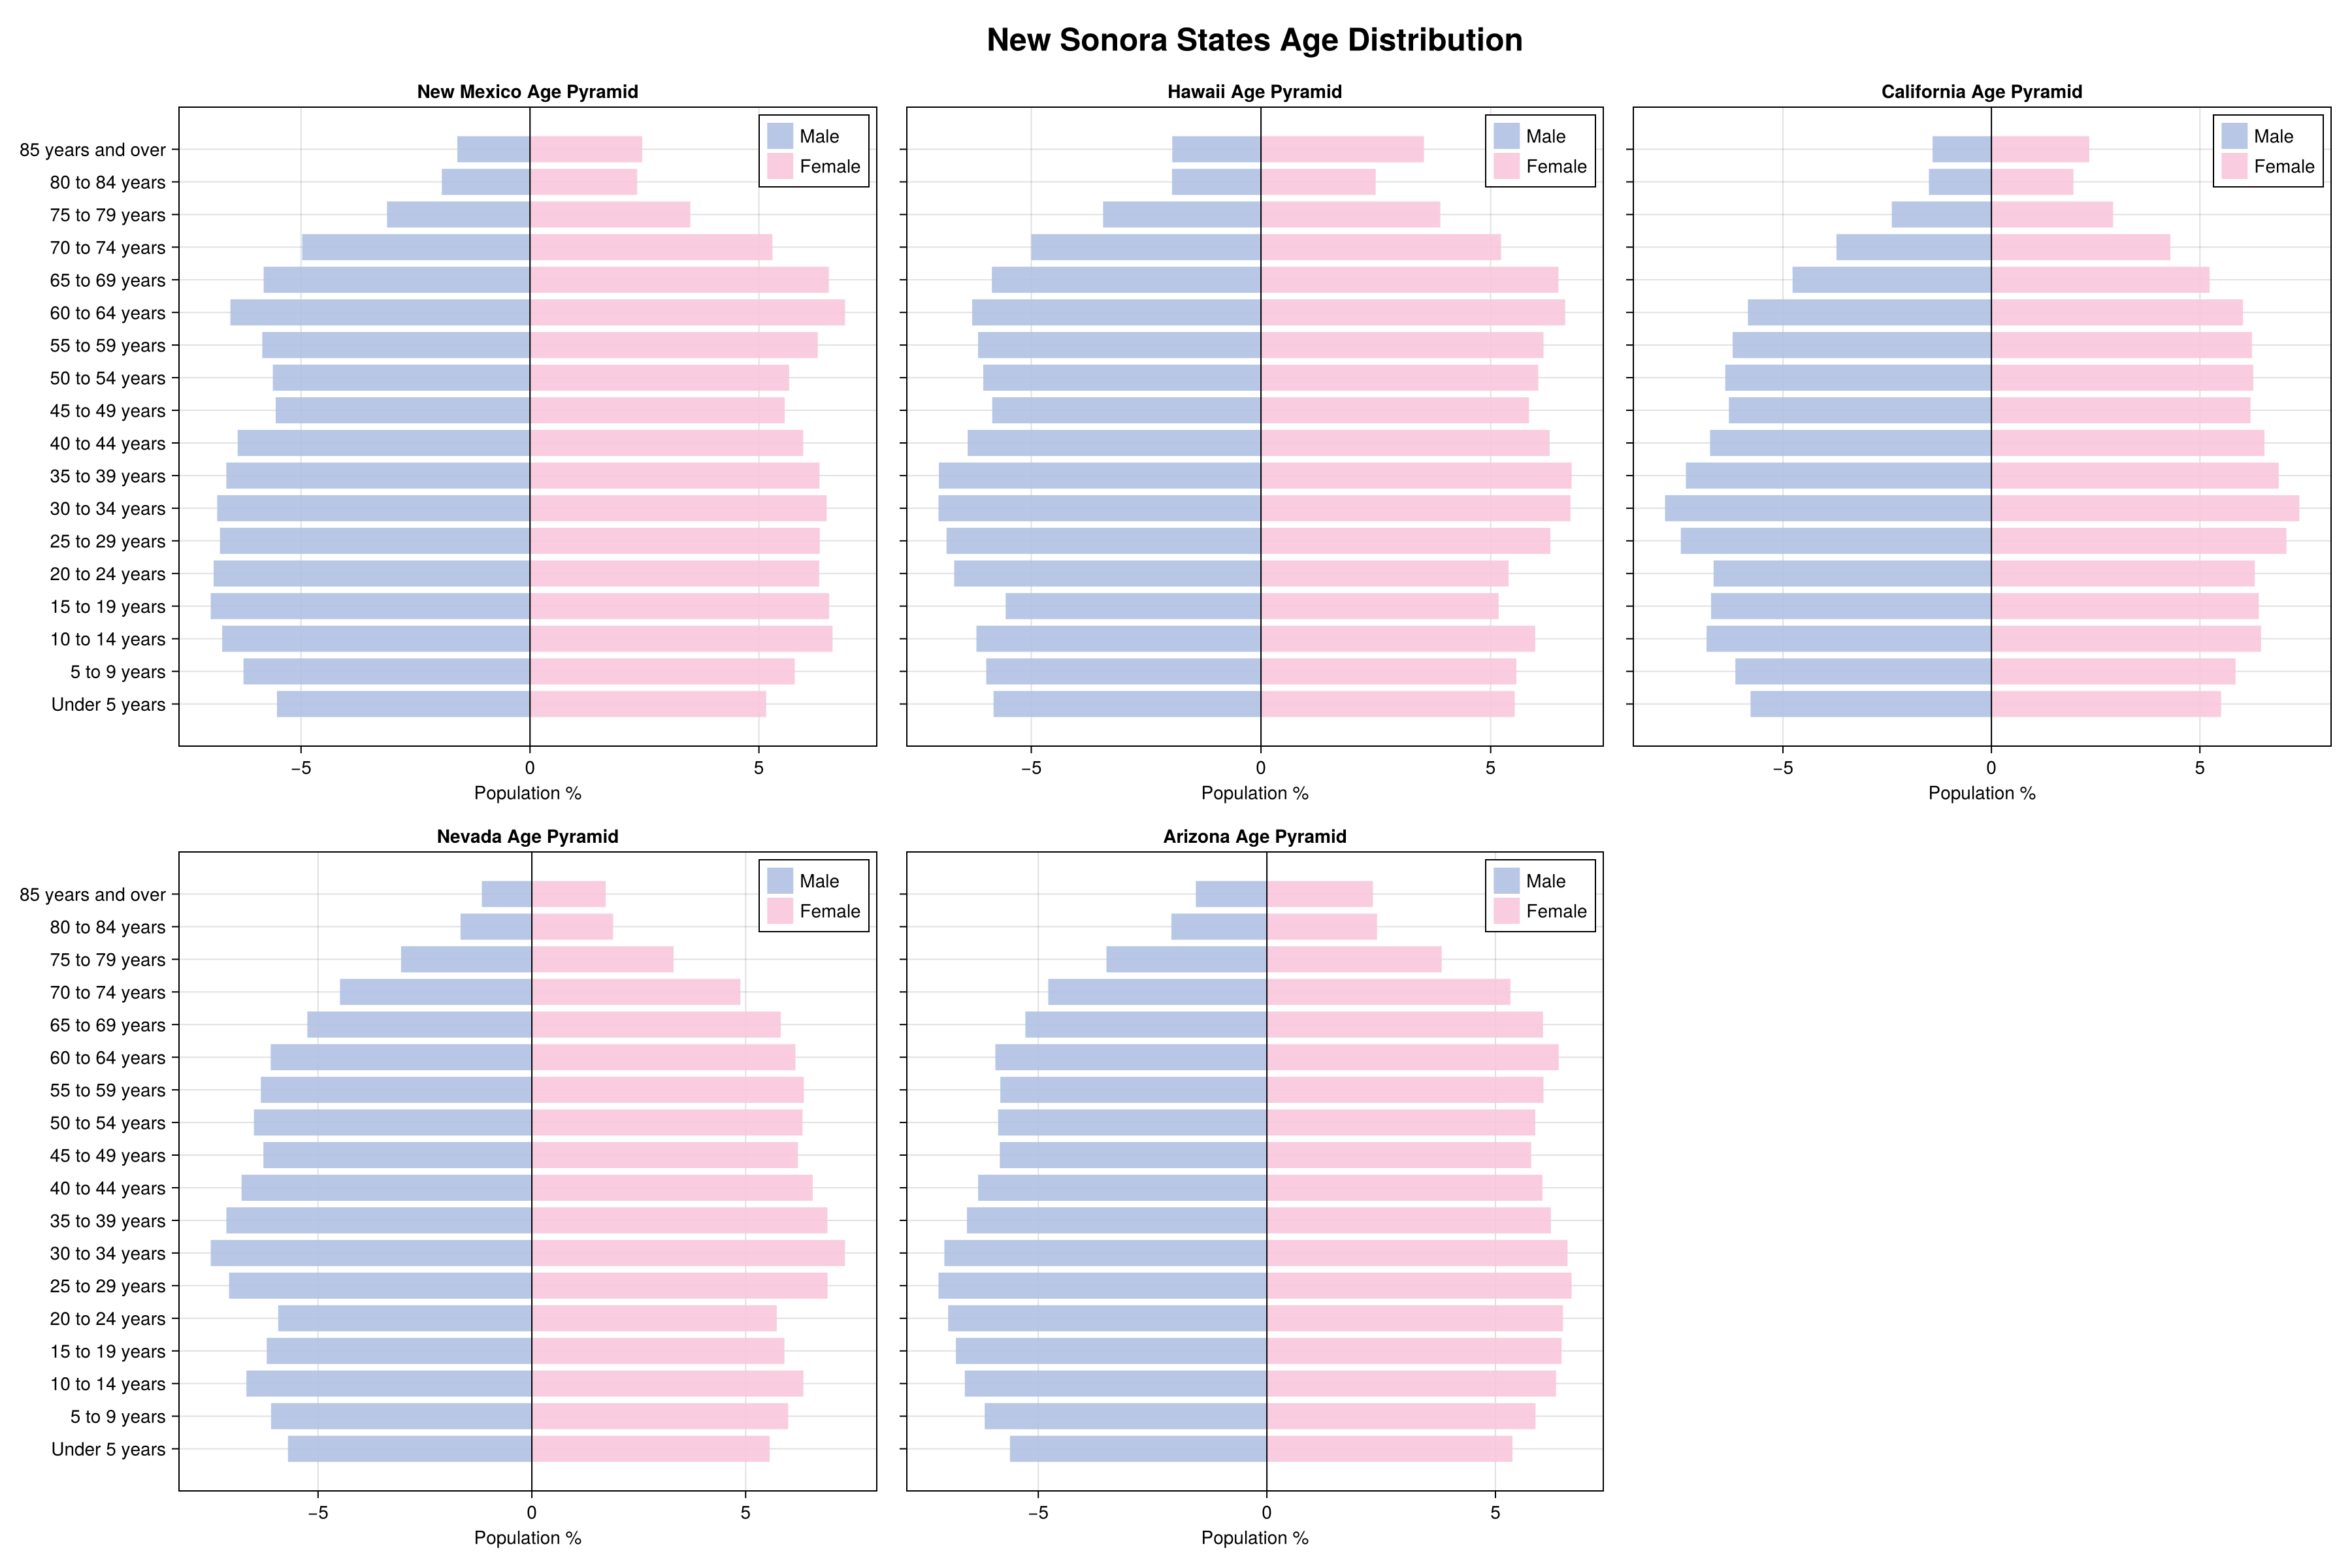 New Sonora States Age Distribution
New Mexico Age Pyramid
85 years and over
80 to 84 years
75 to 79 years
70 to 74 years
65 to 69 years
60 to 64 years
55 to 59 years
50 to 54 years
45 to 49 years
40 to 44 years
35 to 39 years
30 to 34 years
25 to 29 years
20 to 24 years
15 to 19 years
10 to 14 years
5 to 9 years
Under 5 years
Male
Female
−5 0 5
Population %
Hawaii Age Pyramid
Male
Female
−5 0 5
Population %
California Age Pyramid
Male
Female
−5 0 5
Population %
Nevada Age Pyramid
85 years and over
80 to 84 years
75 to 79 years
70 to 74 years
65 to 69 years
60 to 64 years
55 to 59 years
50 to 54 years
45 to 49 years
40 to 44 years
35 to 39 years
30 to 34 years
25 to 29 years
20 to 24 years
15 to 19 years
10 to 14 years
5 to 9 years
Under 5 years
Male
Female
−5 0 5
Population %
Arizona Age Pyramid
Male
Female
−5 0 5
Population %